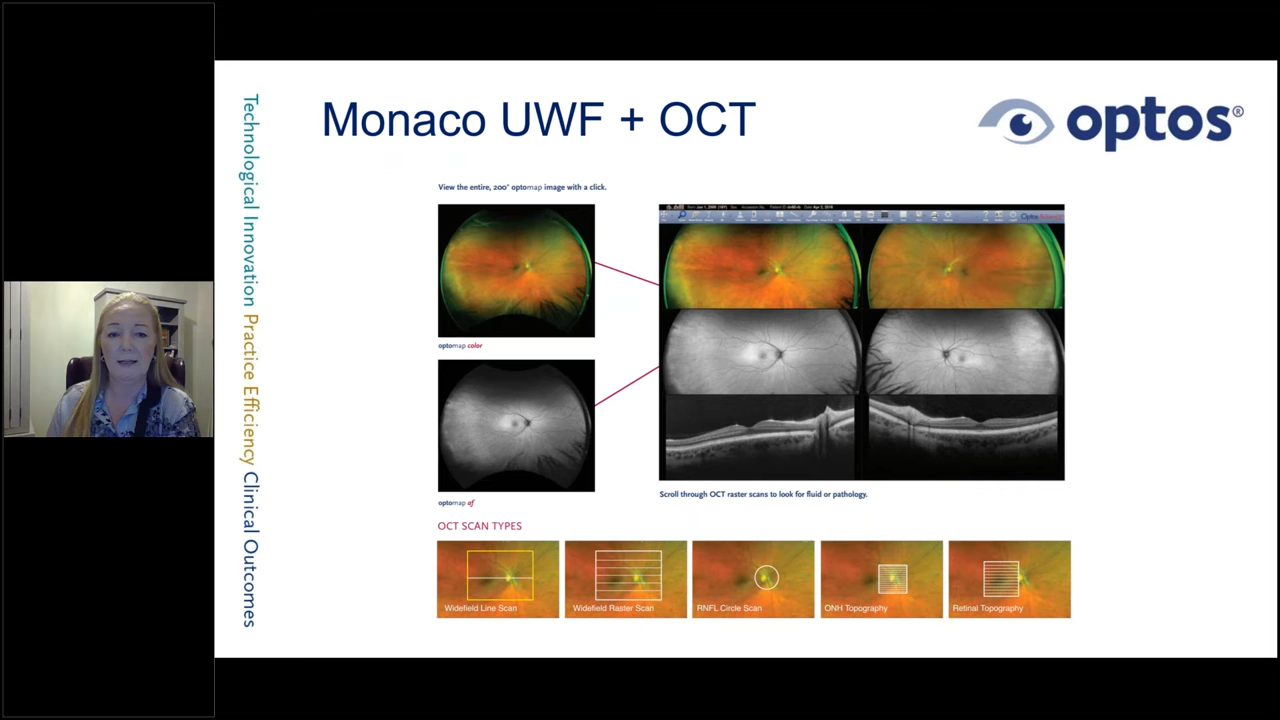 Technological Innovation Practice Efficiency Clinical Outcomes
Monaco UWF + OCT
optos®
View the entire, 200° optomap image with a click.
optomap color
optomap af
Scroll through OCT raster scans to look for fluid or pathology.
OCT SCAN TYPES
Widefield Line Scan
Widefield Raster Scan
RNFL Circle Scan
ONH Topography
Retinal Topography